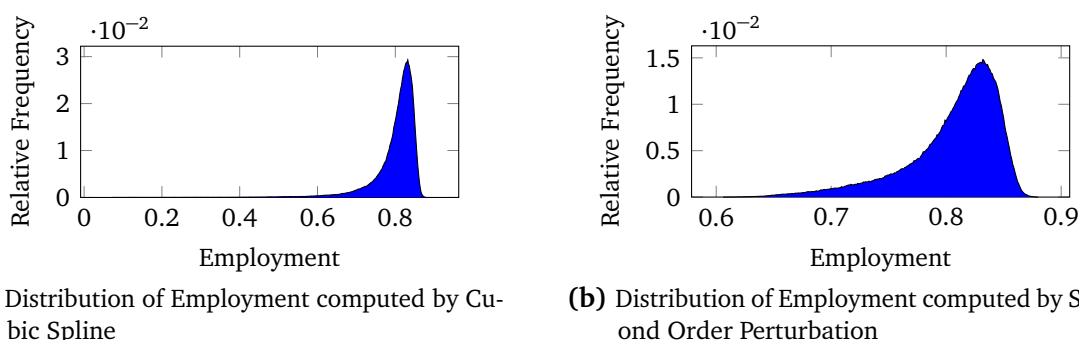 ·10−2
·10−2
Relative Frequency
3
2
1
0
0 0.2 0.4 0.6 0.8
Employment
Relative Frequency
1.5
1
0.5
0
0.6 0.7 0.8 0.9
Employment
Distribution of Employment computed by Cu-
bic Spline
(b) Distribution of Employment computed by S
ond Order Perturbation